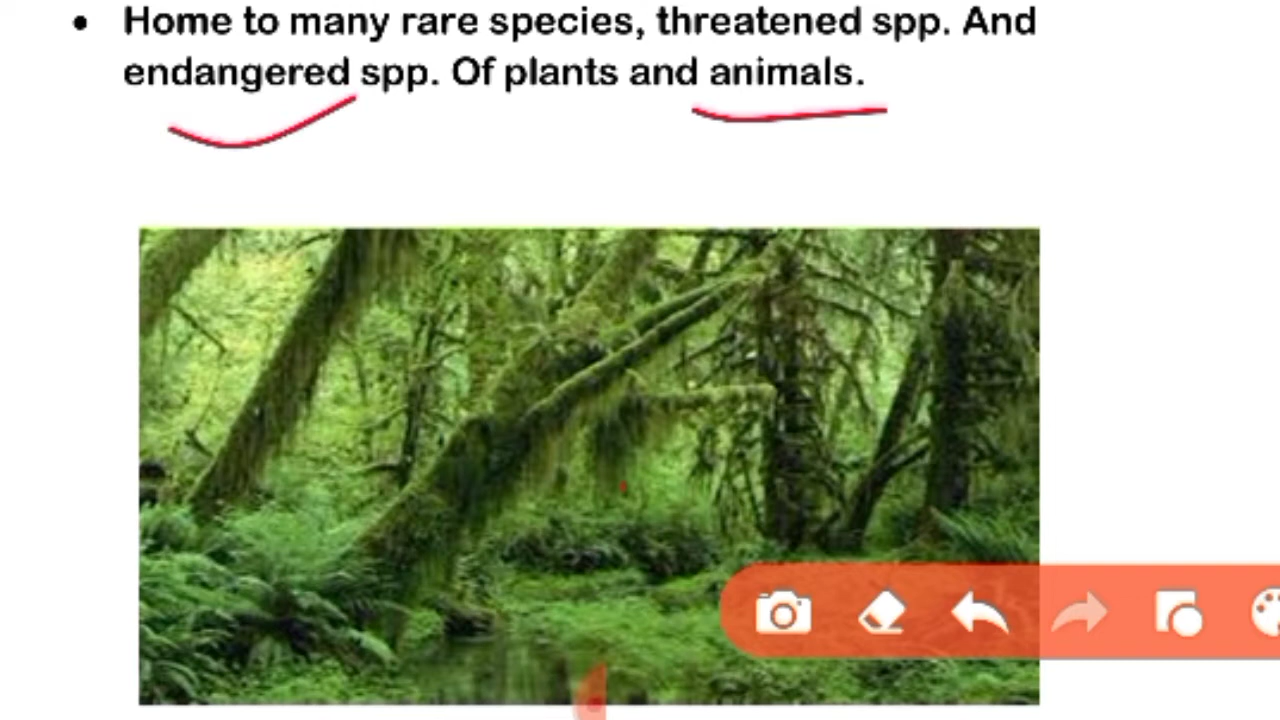 • Home to many rare species, threatened spp. And
endangered spp. Of plants and animals.